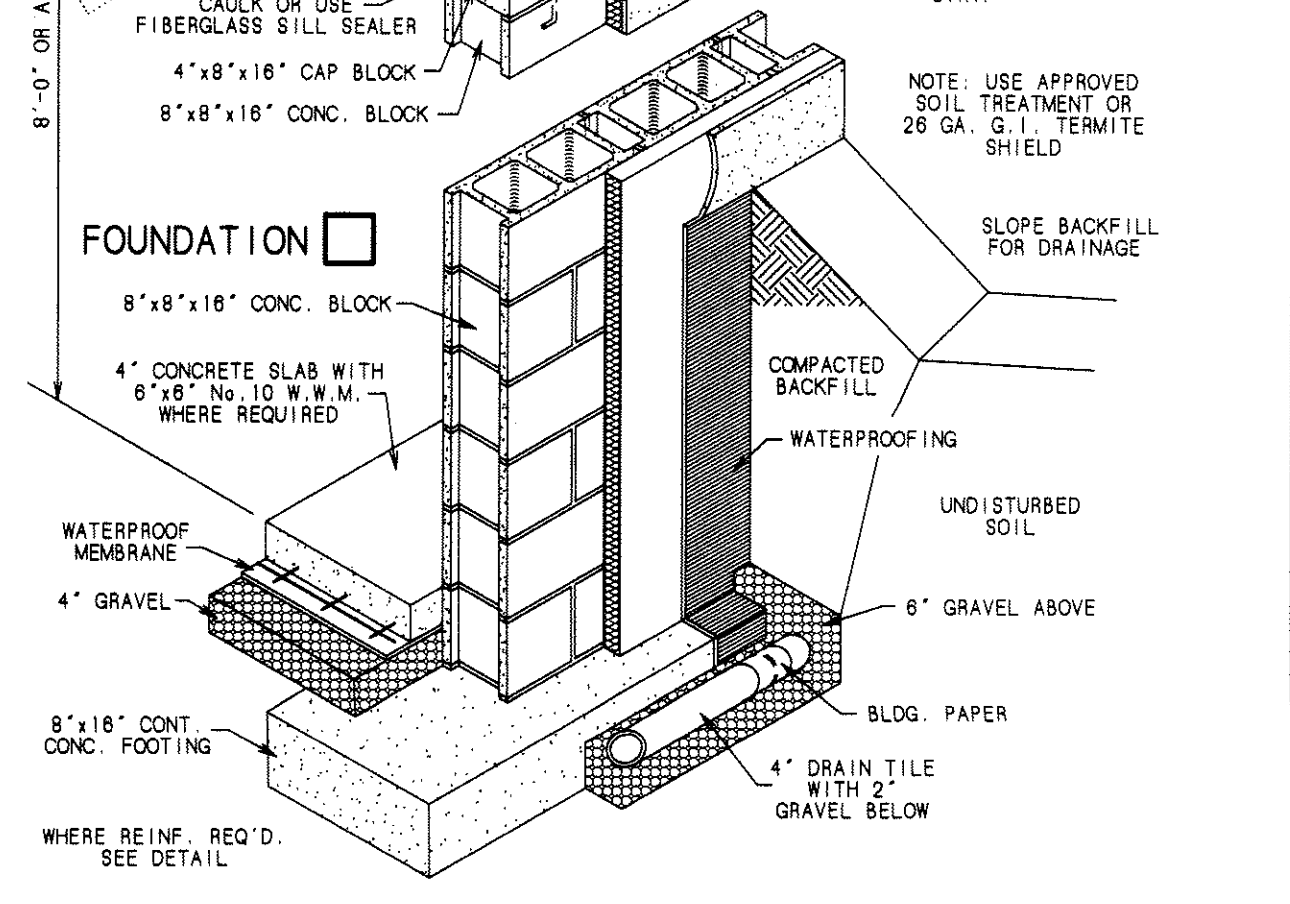 CAULK OR USE
FIBERGLASS SILL SEALER
4"x8"x16" CAP BLOCK
8"x8"x16" CONC. BLOCK
8'-0" OR
NOTE: USE APPROVED
SOIL TREATMENT OR
26 GA. G.I. TERMITE
SHIELD
FOUNDATION
SLOPE BACKFILL
FOR DRAINAGE
8"x8"x16" CONC. BLOCK
4" CONCRETE SLAB WITH
6"x6" No.10 W.W.M.
WHERE REQUIRED
COMPACTED
BACKFILL
WATERPROOFING
UNDISTURBED
SOIL
WATERPROOF
MEMBRANE
4" GRAVEL
6" GRAVEL ABOVE
BLDG. PAPER
8"x16" CONT.
CONC. FOOTING
4" DRAIN TILE
WITH 2"
GRAVEL BELOW
WHERE REINF. REQ'D.
SEE DETAIL